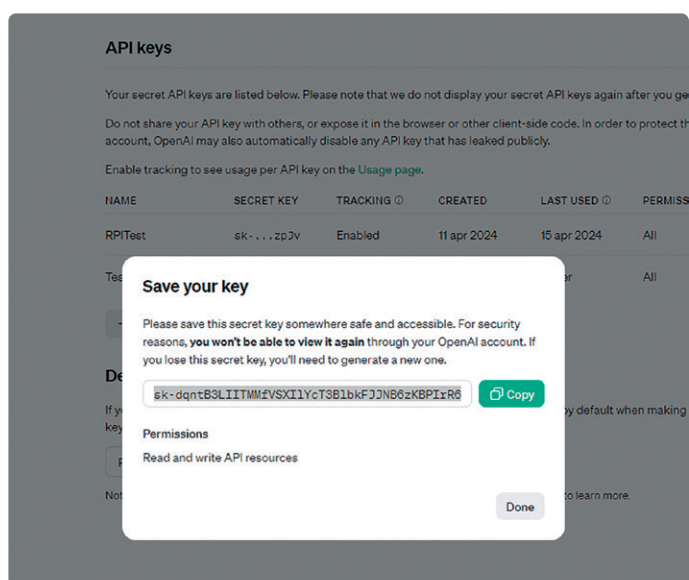 API keys
Your secret API keys are listed below. Please note that we do not display your secret API keys again after you ge
Do not share your API key with others, or expose it in the browser or other client-side code. In order to protect th
account, OpenAI may also automatically disable any API key that has leaked publicly.
Enable tracking to see usage per API key on the Usage page.
NAME SECRET KEY TRACKING CREATED LAST USED PERMISS
RPITest sk-...zpJv Enabled 11 apr 2024 15 apr 2024 All
Tes er All
Save your key
Please save this secret key somewhere safe and accessible. For security
reasons, you won't be able to view it again through your OpenAI account. If
you lose this secret key, you'll need to generate a new one.
sk-dqntB3LIITMMfVSXIlYcT3BlbkFJJNB6zKBPIrR6 Copy
De
If y by default when making
key
Permissions
Read and write API resources
Not to learn more.
Done